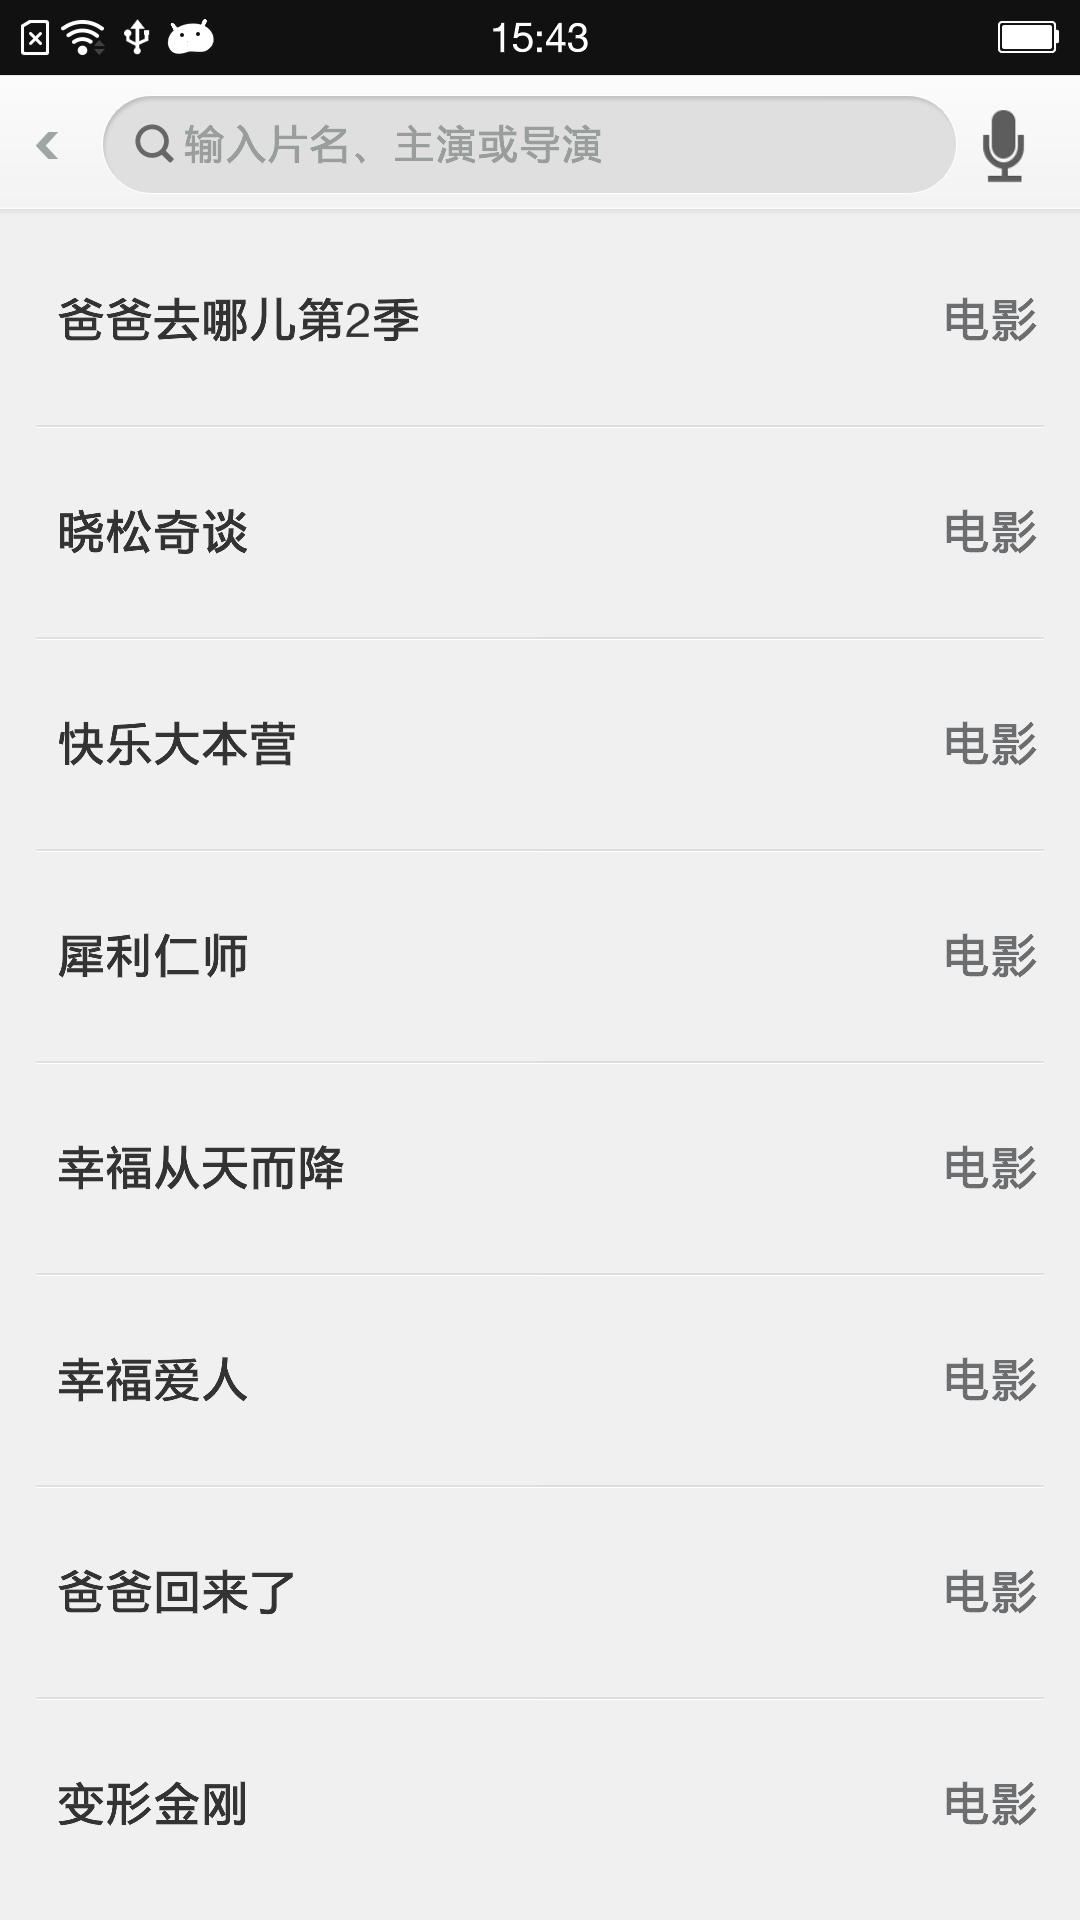 15:43
输入片名、主演或导演
爸爸去哪儿第2季 电影
晓松奇谈 电影
快乐大本营 电影
犀利仁师 电影
幸福从天而降 电影
幸福爱人 电影
爸爸回来了 电影
变形金刚 电影